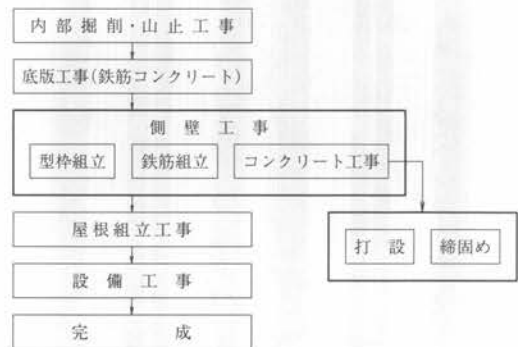 内部掘削・山止工事
底版工事(鉄筋コンクリート)
側壁工事
型枠組立 鉄筋組立 コンクリート工事
屋根組立工事
打設 締固め
設備工事
完成